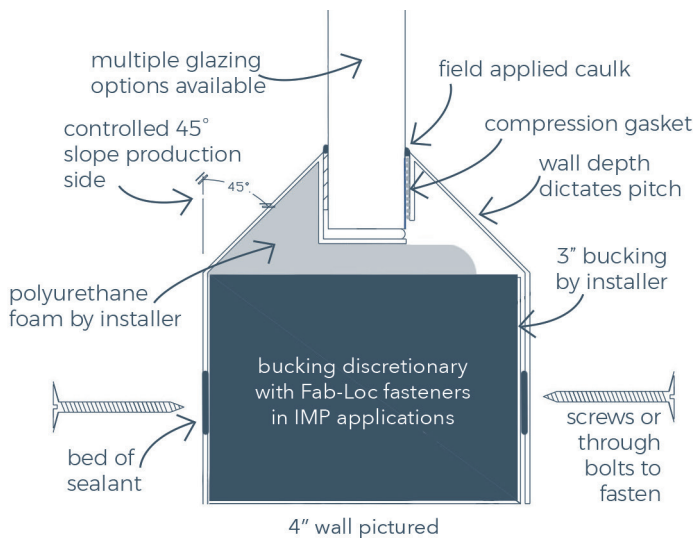 multiple glazing
options available
field applied caulk
controlled 45°
slope production
side
compression gasket
wall depth
dictates pitch
45°
3" bucking
by installer
polyurethane
foam by installer
bucking discretionary
with Fab-Loc fasteners
in IMP applications
screws or
through
bolts to
fasten
bed of
sealant
4" wall pictured